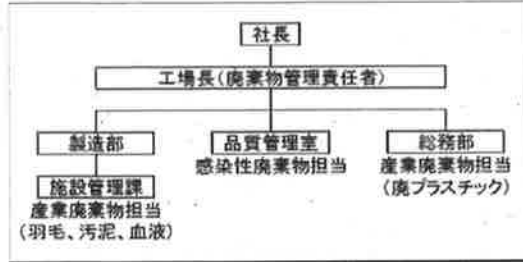 社長
工場長(廃棄物管理責任者)
製造部
品質管理室
感染性廃棄物担当
総務部
産業廃棄物担当
(廃プラスチック)
施設管理課
産業廃棄物担当
(羽毛、汚泥、血液)